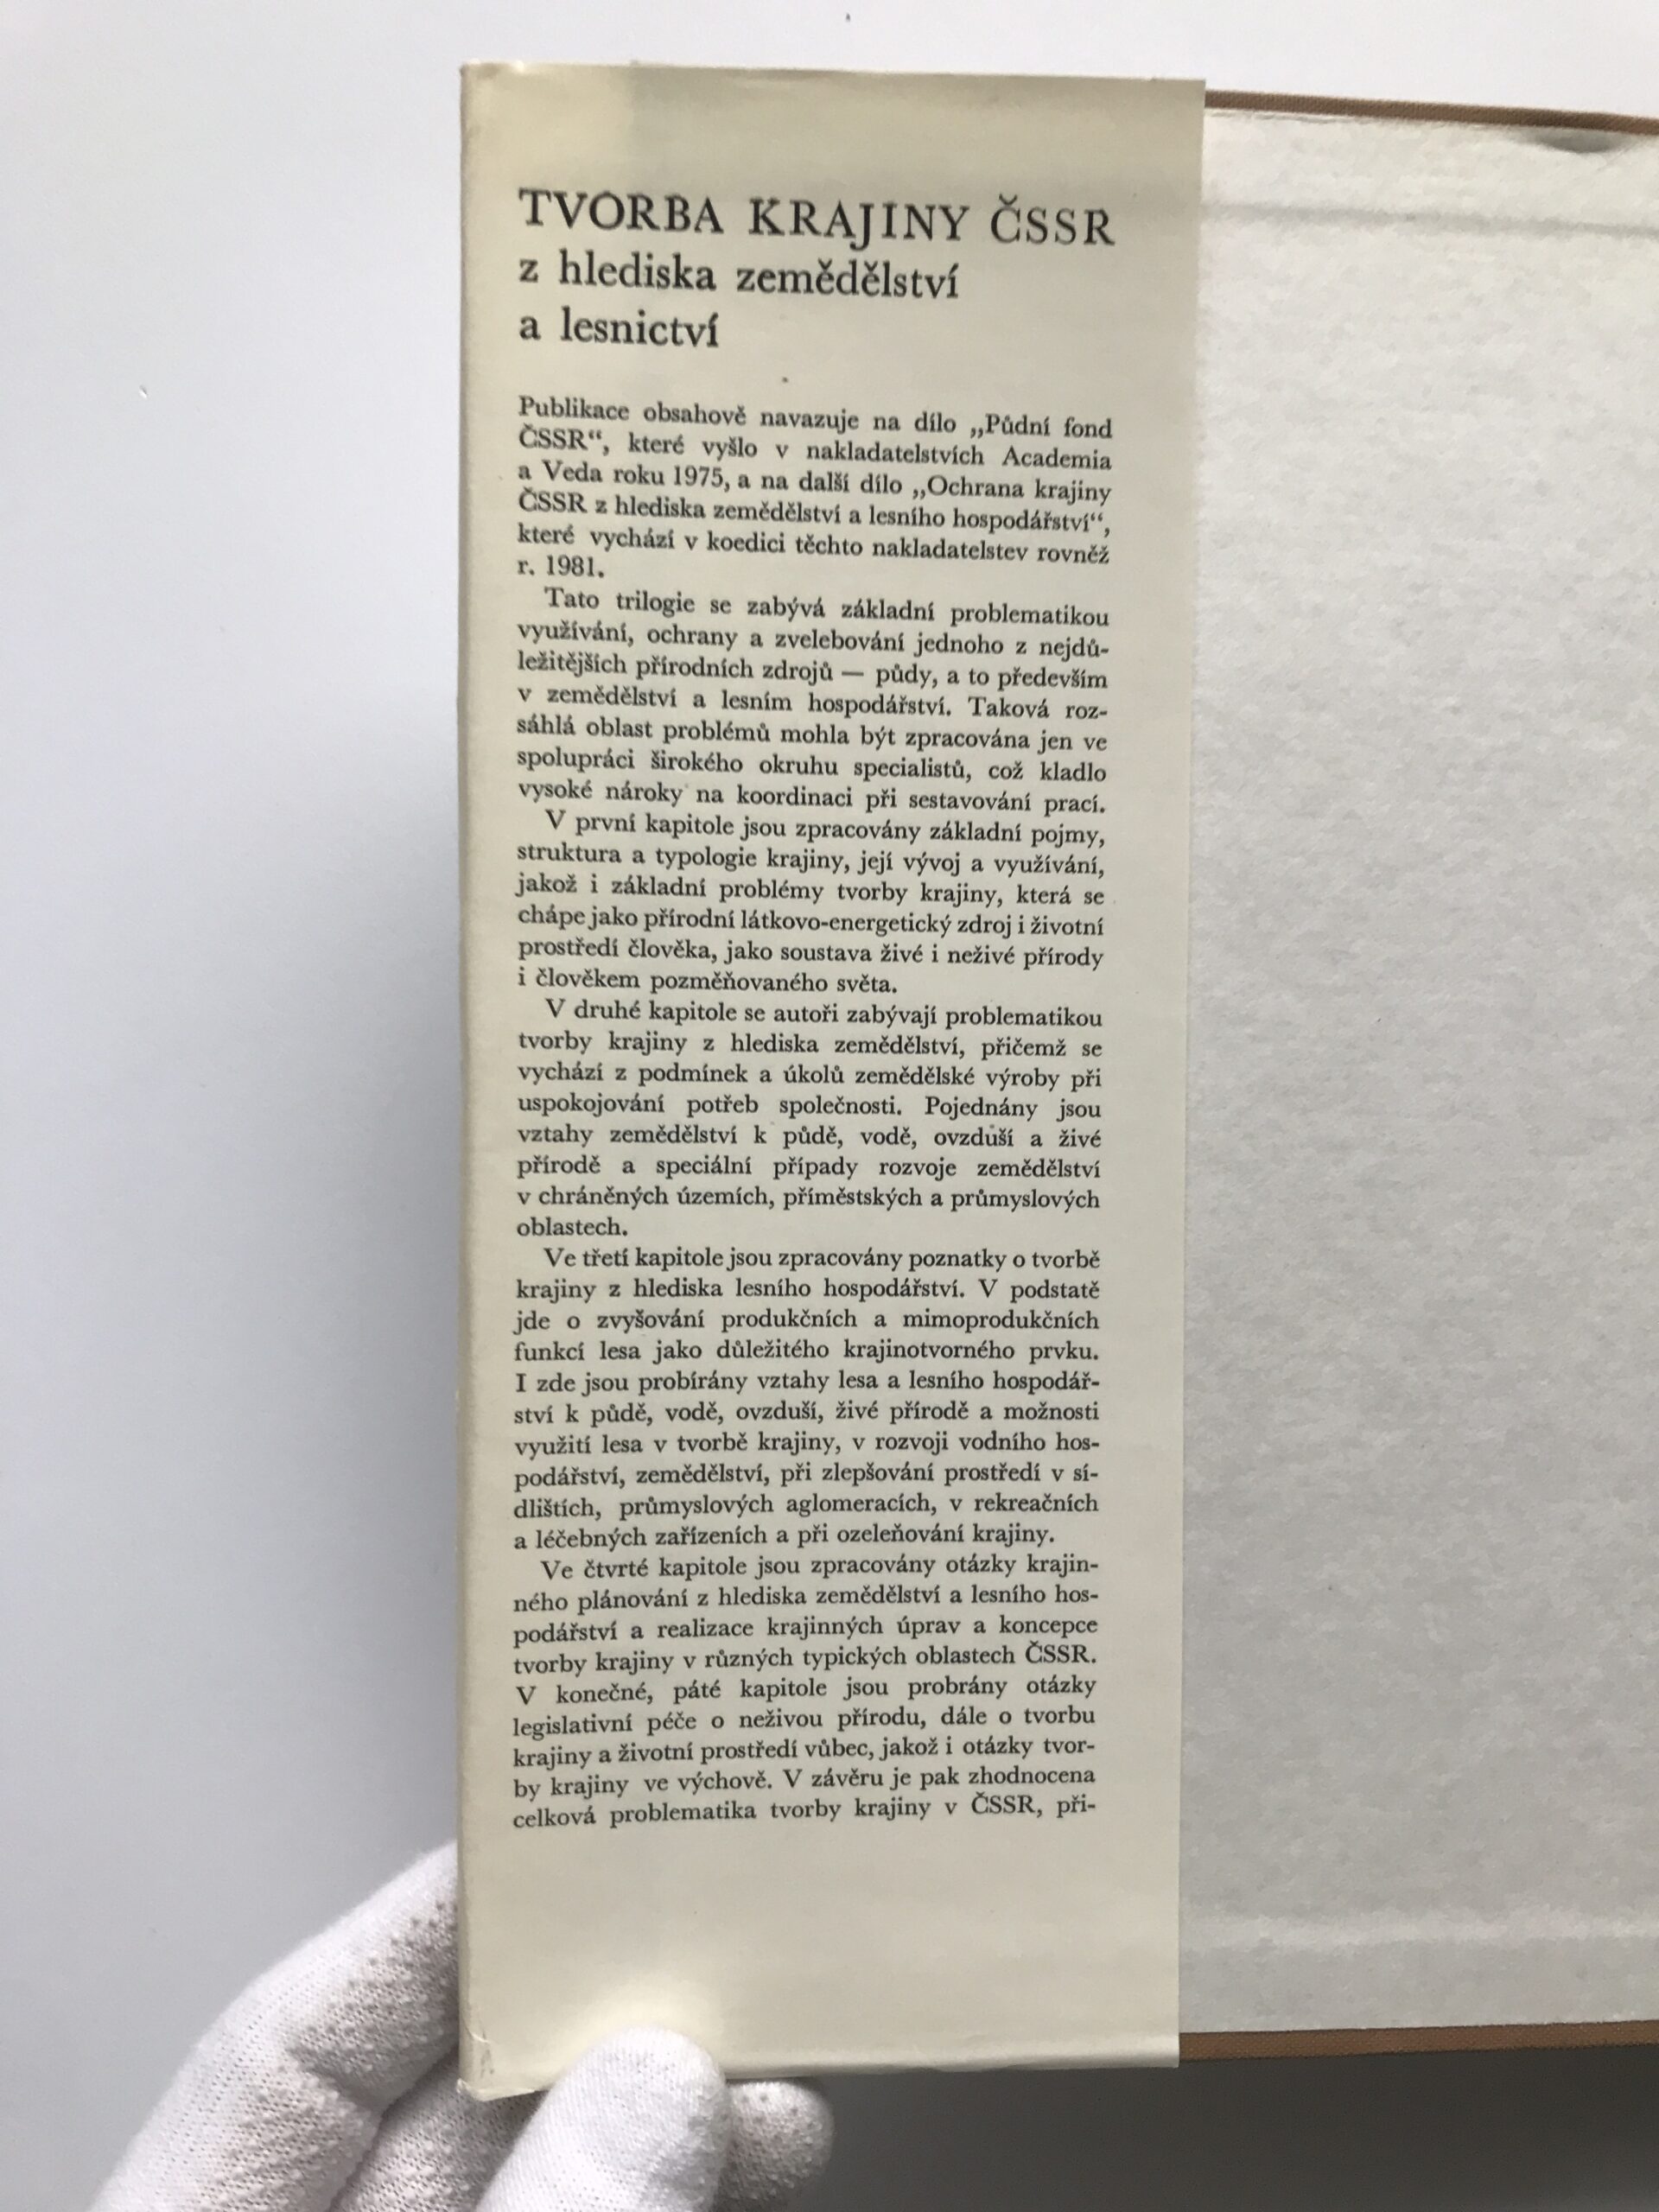 TVORBA KRAJINY ČSSR
z hlediska zemědělství
a lesnictví
Publikace obsahově navazuje na dílo „Půdní fond
ČSSR“, které vyšlo v nakladatelstvích Academia
a Veda roku 1975, a na další dílo „Ochrana krajiny
ČSSR z hlediska zemědělství a lesního hospodářství“,
které vychází v koedici těchto nakladatelstev rovněž
r. 1981.
Tato trilogie se zabývá základní problematikou
využívání, ochrany a zvelebování jednoho z nejdů-
ležitějších přírodních zdrojů — půdy, a to především
v zemědělství a lesním hospodářství. Taková roz-
sáhlá oblast problémů mohla být zpracována jen ve
spolupráci širokého okruhu specialistů, což kladlo
vysoké nároky na koordinaci při sestavování prací.
V první kapitole jsou zpracovány základní pojmy,
struktura a typologie krajiny, její vývoj a využívání,
jakož i základní problémy tvorby krajiny, která se
chápe jako přírodní látkovo-energetický zdroj i životní
prostředí člověka, jako soustava živé i neživé přírody
i člověkem pozměňovaného světa.
V druhé kapitole se autoři zabývají problematikou
tvorby krajiny z hlediska zemědělství, přičemž se
vychází z podmínek a úkolů zemědělské výroby při
uspokojování potřeb společnosti. Pojednány jsou
vztahy zemědělství k půdě, vodě, ovzduší a živé
přírodě a speciální případy rozvoje zemědělství
v chráněných územích, příměstských a průmyslových
oblastech.
Ve třetí kapitole jsou zpracovány poznatky o tvorbě
krajiny z hlediska lesního hospodářství. V podstatě
jde o zvyšování produkčních a mimoprodukčních
funkcí lesa jako důležitého krajinotvorného prvku.
I zde jsou probírány vztahy lesa a lesního hospodář-
ství k půdě, vodě, ovzduší, živé přírodě a možnosti
využití lesa v tvorbě krajiny, v rozvoji vodního hos-
podářství, zemědělství, při zlepšování prostředí v sí-
dlištích, průmyslových aglomeracích, v rekreačních
a léčebných zařízeních a při ozeleňování krajiny.
Ve čtvrté kapitole jsou zpracovány otázky krajin-
ného plánování z hlediska zemědělství a lesního hos-
podářství a realizace krajinných úprav a koncepce
tvorby krajiny v různých typických oblastech ČSSR.
V konečné, páté kapitole jsou probrány otázky
legislativní péče o neživou přírodu, dále o tvorbu
krajiny a životní prostředí vůbec, jakož i otázky tvor-
by krajiny ve výchově. V závěru je pak zhodnocena
celková problematika tvorby krajiny v ČSSR, při-